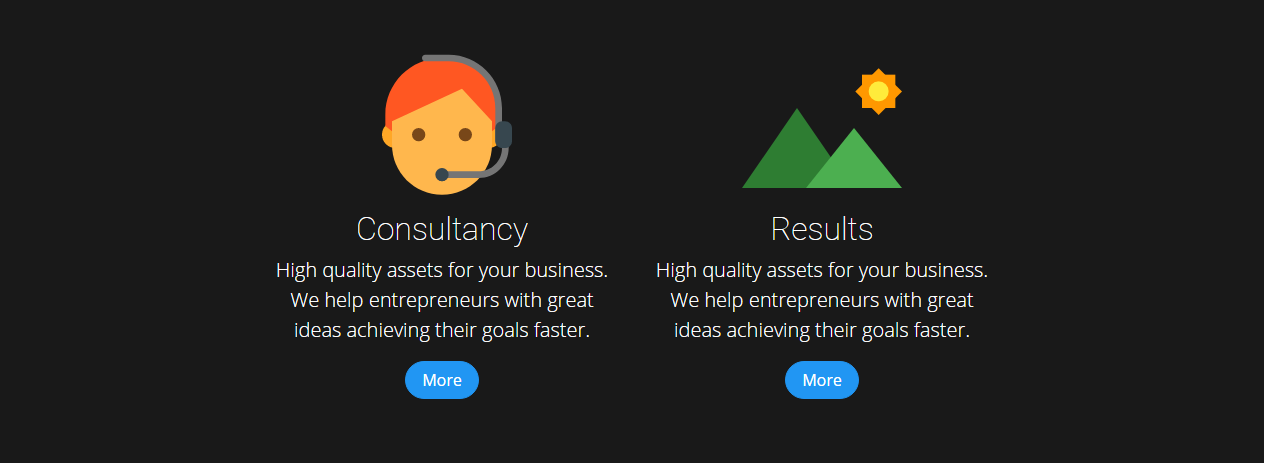 Consultancy
High quality assets for your business.
We help entrepreneurs with great
ideas achieving their goals faster.
More
Results
High quality assets for your business.
We help entrepreneurs with great
ideas achieving their goals faster.
More